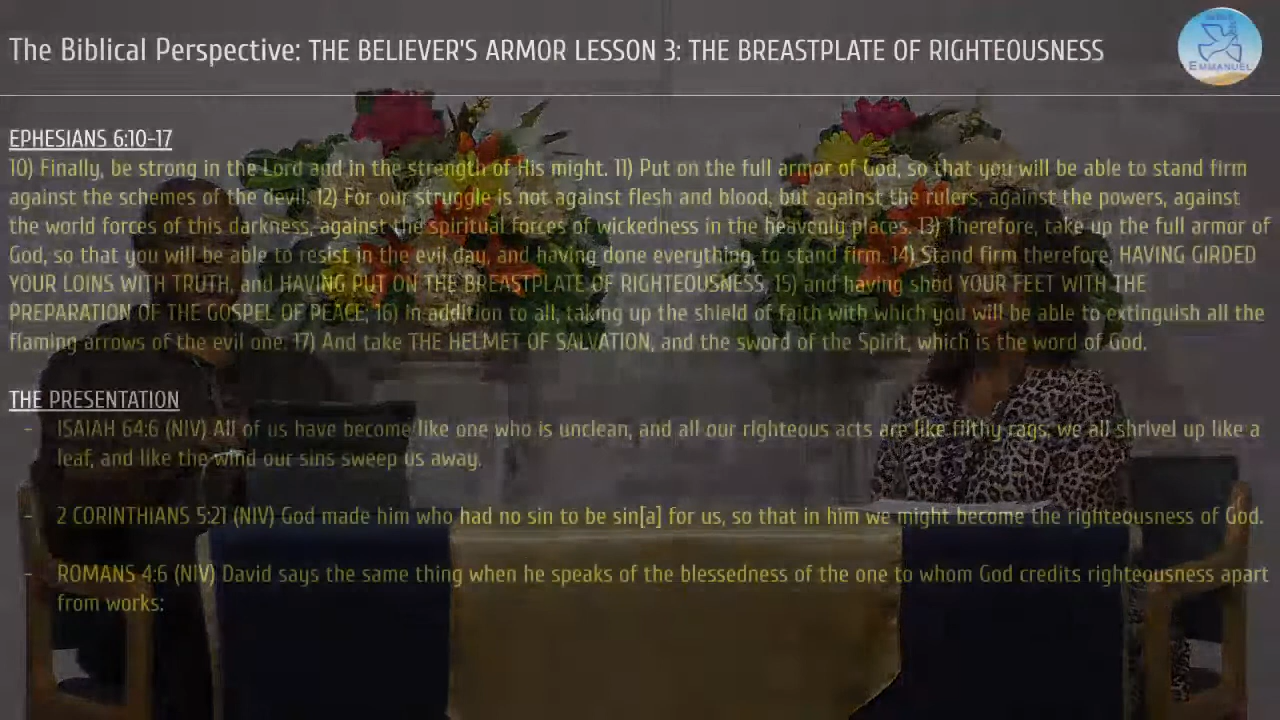 The Biblical Perspective: THE BELIEVER'S ARMOR LESSON 3: THE BREASTPLATE OF RIGHTEOUSNESS
EMMANUEL
EPHESIANS 6:10-17
10) Finally, be strong in the Lord and in the strength of His might. 11) Put on the full armor of God, so that you will be able to stand firm
against the schemes of the devil. 12) For our struggle is not against flesh and blood, but against the rulers, against the powers, against
the world forces of this darkness, against the spiritual forces of wickedness in the heavenly places. 13) Therefore, take up the full armor of
God, so that you will be able to resist in the evil day, and having done everything, to stand firm. 14) Stand firm therefore, HAVING GIRDED
YOUR LOINS WITH TRUTH, and HAVING PUT ON THE BREASTPLATE OF RIGHTEOUSNESS, 15) and having shod YOUR FEET WITH THE
PREPARATION OF THE GOSPEL OF PEACE; 16) in addition to all, taking up the shield of faith with which you will be able to extinguish all the
flaming arrows of the evil one. 17) And take THE HELMET OF SALVATION, and the sword of the Spirit, which is the word of God.
THE PRESENTATION
- ISAIAH 64:6 (NIV) All of us have become like one who is unclean, and all our righteous acts are like filthy rags; we all shrivel up like a
leaf, and like the wind our sins sweep us away.
- 2 CORINTHIANS 5:21 (NIV) God made him who had no sin to be sin[a] for us, so that in him we might become the righteousness of God.
- ROMANS 4:6 (NIV) David says the same thing when he speaks of the blessedness of the one to whom God credits righteousness apart
from works: